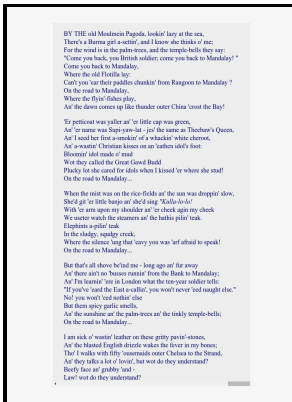 BY THE old Moulmein Pagoda, lookin' lazy at the sea,
There's a Burma girl a-settin', and I know she thinks o' me;
For the wind is in the palm-trees, and the temple-bells they say:
"Come you back, you British soldier; come you back to Mandalay! "
Come you back to Mandalay,
Where the old Flotilla lay:
Can't you 'ear their paddles chunkin' from Rangoon to Mandalay ?
On the road to Mandalay,
Where the flyin'-fishes play,
An' the dawn comes up like thunder outer China 'crost the Bay!
'Er petticoat was yaller an' 'er little cap was green,
An' 'er name was Supi-yaw-lat - jes' the same as Theebaw's Queen,
An' I seed her first a-smokin' of a whackin' white cheroot,
An' a-wastin' Christian kisses on an 'eathen idol's foot:
Bloomin' idol made o' mud
Wot they called the Great Gawd Budd
Plucky lot she cared for idols when I kissed 'er where she stud!
On the road to Mandalay...
When the mist was on the rice-fields an' the sun was droppin' slow,
She'd git 'er little banjo an' she'd sing "Kulla-lo-lo!
With 'er arm upon my shoulder an' 'er cheek agin my cheek
We useter watch the steamers an' the hathis pilin' teak.
Elephints a-pilin' teak
In the sludgy, squdgy creek,
Where the silence 'ung that 'eavy you was 'arf afraid to speak!
On the road to Mandalay...
But that's all shove be'ind me - long ago an' fur away
An' there ain't no 'busses runnin' from the Bank to Mandalay;
An' I'm learnin' 'ere in London what the ten-year soldier tells:
"If you've 'eard the East a-callin', you won't never 'eed naught else."
No! you won't 'eed nothin' else
But them spicy garlic smells,
An' the sunshine an' the palm-trees an' the tinkly temple-bells;
On the road to Mandalay...
I am sick o' wastin' leather on these gritty pavin'-stones,
An' the blasted English drizzle wakes the fever in my bones;
Tho' I walks with fifty 'ousemaids outer Chelsea to the Strand,
An' they talks a lot o' lovin', but wot do they understand?
Beefy face an' grubby 'and -
Law! wot do they understand?